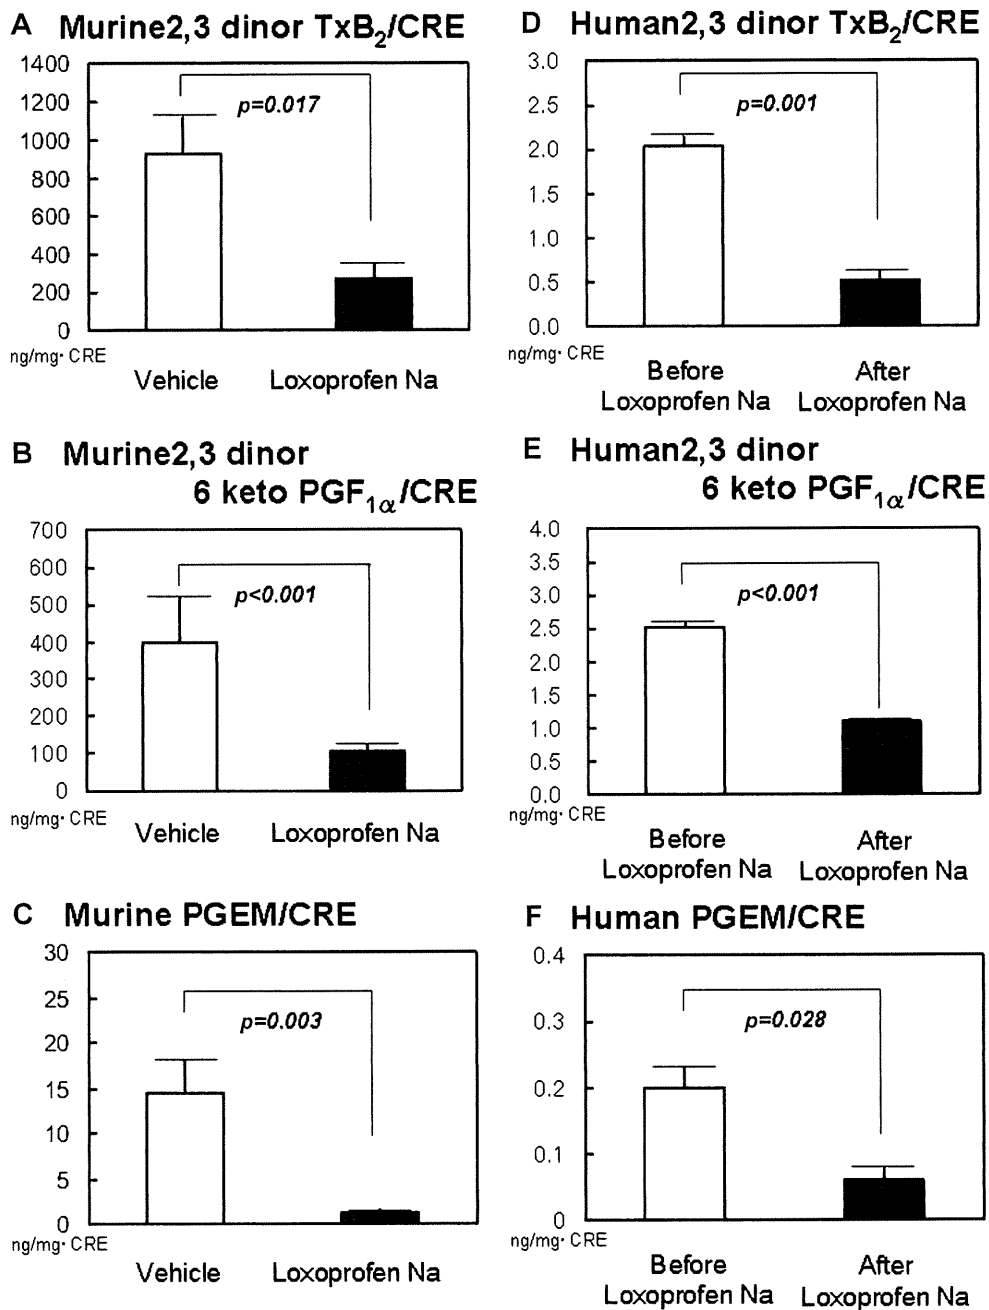 A Murine2,3 dinor TxB2/CRE
1400
1200
1000
800
600
400
200
0
p=0.017
ng/mg· CRE
Vehicle Loxoprofen Na
B Murine2,3 dinor
6 keto PGF1α/CRE
700
600
500
400
300
200
100
0
p<0.001
ng/mg· CRE
Vehicle Loxoprofen Na
C Murine PGEM/CRE
30
25
20
15
10
5
0
p=0.003
ng/mg· CRE
Vehicle Loxoprofen Na
D Human2,3 dinor TxB2/CRE
3.0
2.5
2.0
1.5
1.0
0.5
0.0
p=0.001
ng/mg· CRE
Before After
Loxoprofen Na Loxoprofen Na
E Human2,3 dinor
6 keto PGF1α/CRE
4.0
3.5
3.0
2.5
2.0
1.5
1.0
0.5
0.0
p<0.001
ng/mg· CRE
Before After
Loxoprofen Na Loxoprofen Na
F Human PGEM/CRE
0.4
0.3
0.2
0.1
0
p=0.028
ng/mg· CRE
Before After
Loxoprofen Na Loxoprofen Na